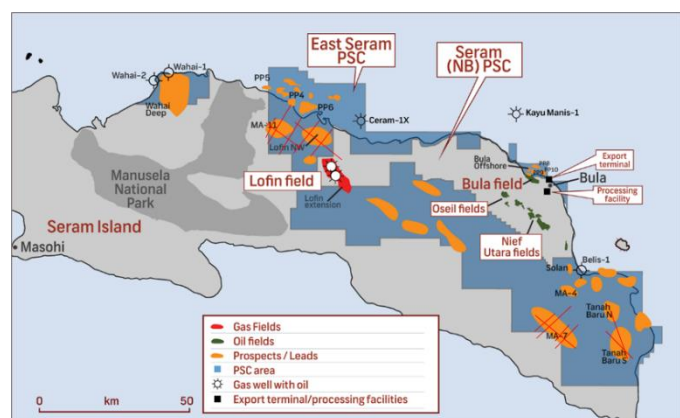 Wahai-2
Wahai-1
Wahai
Deep
East Seram
PSC
Seram
(NB) PSC
PP5
PP4
PP6
MA-11
Lofin NW
Ceram-1X
Kayu Manis-1
Manusela
National
Park
Lofin field
Lofin
extension
Bula
Offshore
PP10
Export
terminal
Bula field
Bula
Processing
facility
Oseil fields
Nief
Utara fields
Seram Island
Masohi
Solan
Belis-1
MA-4
Tanah
Baru N
MA-7
Tanah
Baru S
Gas Fields
Oil fields
Prospects / Leads
PSC area
Gas well with oil
Export terminal/processing facilities
0
50
km